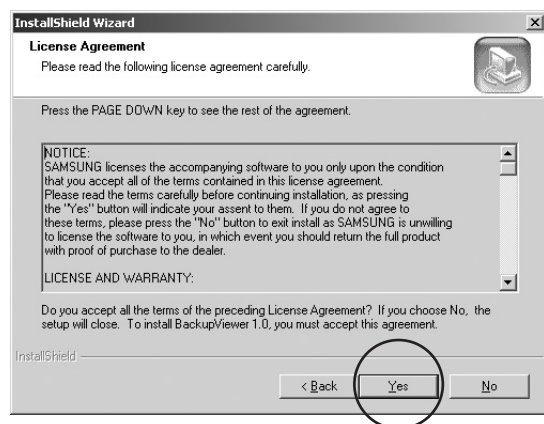 InstallShield Wizard
License Agreement
Please read the following license agreement carefully.
Press the PAGE DOWN key to see the rest of the agreement.
NOTICE:
SAMSUNG licenses the accompanying software to you only upon the condition
that you accept all of the terms contained in this license agreement.
Please read the terms carefully before continuing installation, as pressing
the "Yes" button will indicate your assent to them. If you do not agree to
these terms, please press the "No" button to exit install as SAMSUNG is unwilling
to license the software to you, in which event you should return the full product
with proof of purchase to the dealer.
LICENSE AND WARRANTY:
Do you accept all the terms of the preceding License Agreement? If you choose No, the
setup will close. To install BackupViewer 1.0, you must accept this agreement.
InstallShield
< Back Yes No